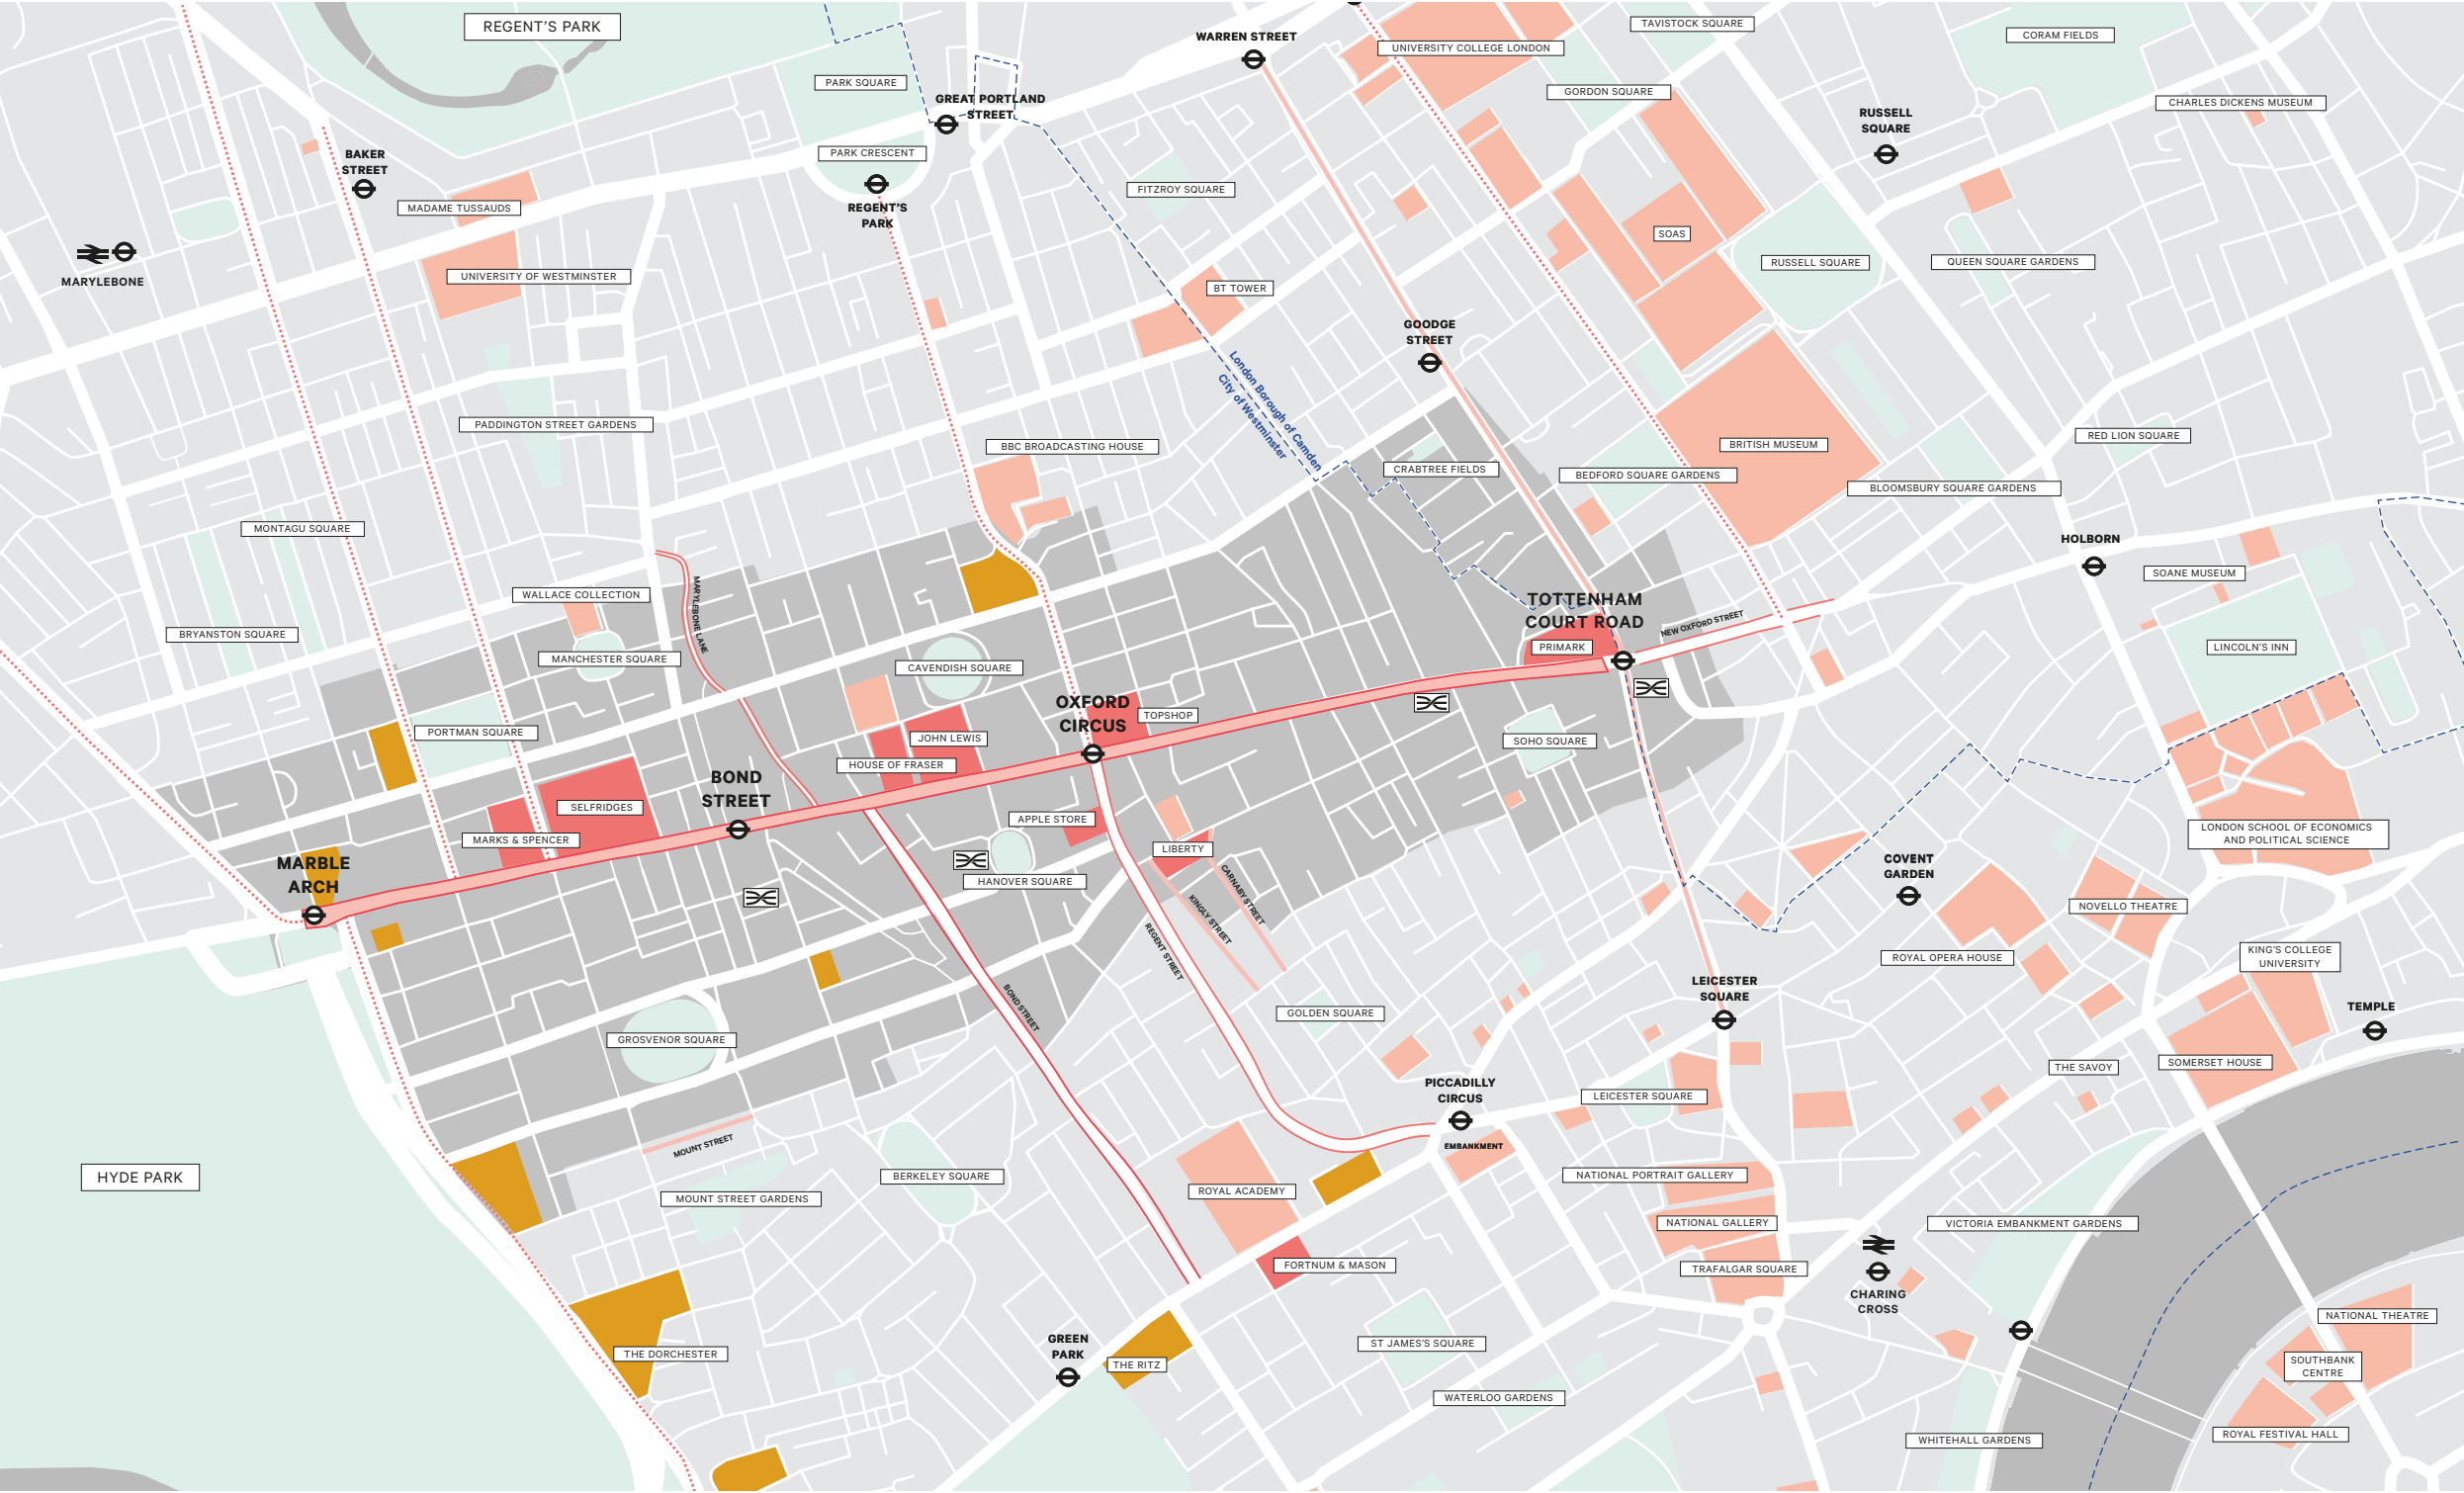 REGENT'S PARK
TAVISTOCK SQUARE
CORAM FIELDS
WARREN STREET
UNIVERSITY COLLEGE LONDON
PARK SQUARE
GORDON SQUARE
GREAT PORTLAND
STREET
CHARLES DICKENS MUSEUM
RUSSELL
SQUARE
BAKER
STREET
PARK CRESCENT
FITZROY SQUARE
MADAME TUSSAUDS
REGENT'S
PARK
SOAS
RUSSELL SQUARE
QUEEN SQUARE GARDENS
MARYLEBONE
UNIVERSITY OF WESTMINSTER
BT TOWER
GOODGE
STREET
London Borough of Camden
City of Westminster
PADDINGTON STREET GARDENS
BBC BROADCASTING HOUSE
CRABTREE FIELDS
BRITISH MUSEUM
BEDFORD SQUARE GARDENS
RED LION SQUARE
BLOOMSBURY SQUARE GARDENS
MONTAGU SQUARE
HOLBORN
SOANE MUSEUM
WALLACE COLLECTION
MARYLEBONE LANE
TOTTENHAM
COURT ROAD
NEW OXFORD STREET
BRYANSTON SQUARE
MANCHESTER SQUARE
CAVENDISH SQUARE
PRIMARK
LINCOLN'S INN
OXFORD
CIRCUS
TOPSHOP
PORTMAN SQUARE
JOHN LEWIS
SOHO SQUARE
HOUSE OF FRASER
BOND
STREET
SELFRIDGES
APPLE STORE
MARKS & SPENCER
LIBERTY
LONDON SCHOOL OF ECONOMICS
AND POLITICAL SCIENCE
MARBLE
ARCH
HANOVER SQUARE
CARNABY STREET
KINGLY STREET
REGENT STREET
COVENT
GARDEN
NOVELLO THEATRE
ROYAL OPERA HOUSE
KING'S COLLEGE
UNIVERSITY
LEICESTER
SQUARE
BOND STREET
GOLDEN SQUARE
TEMPLE
GROSVENOR SQUARE
THE SAVOY
SOMERSET HOUSE
PICCADILLY
CIRCUS
LEICESTER SQUARE
MOUNT STREET
EMBANKMENT
HYDE PARK
BERKELEY SQUARE
NATIONAL PORTRAIT GALLERY
MOUNT STREET GARDENS
ROYAL ACADEMY
NATIONAL GALLERY
VICTORIA EMBANKMENT GARDENS
FORTNUM & MASON
TRAFALGAR SQUARE
CHARING
CROSS
NATIONAL THEATRE
GREEN
PARK
ST JAMES'S SQUARE
THE DORCHESTER
THE RITZ
SOUTHBANK
CENTRE
WATERLOO GARDENS
ROYAL FESTIVAL HALL
WHITEHALL GARDENS